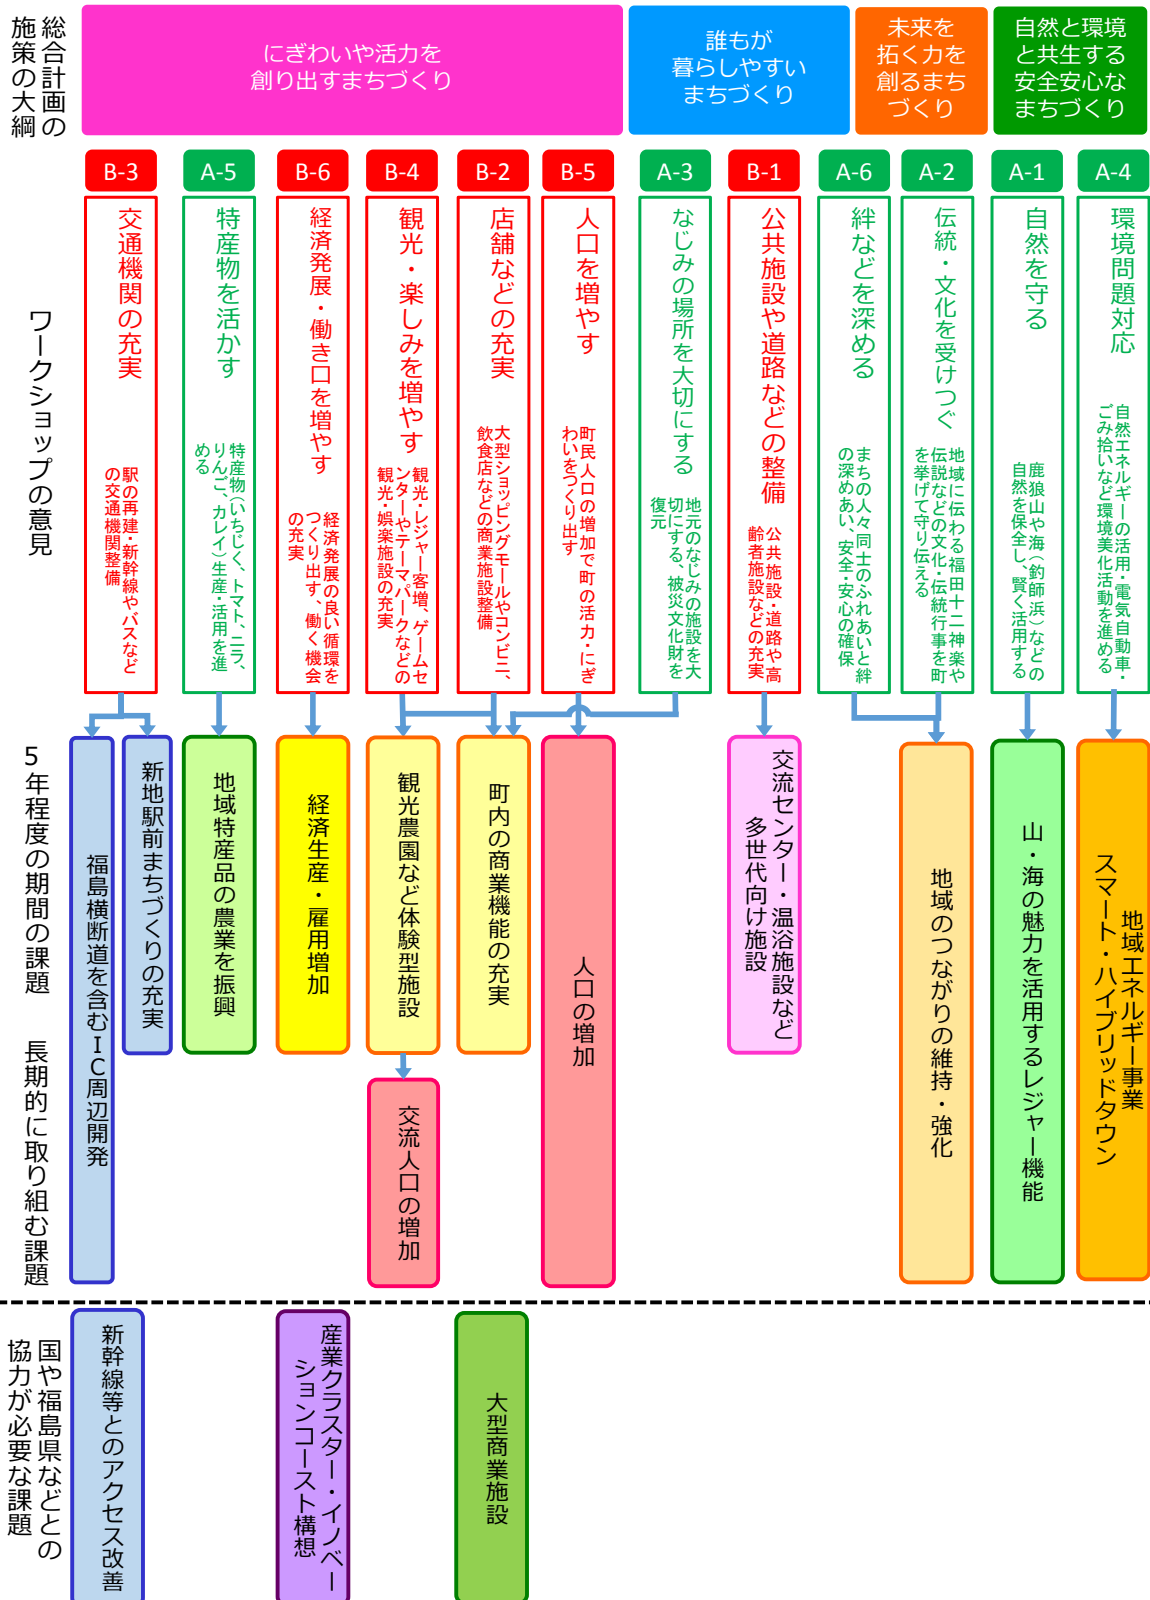 総合計画の
施策の大綱
にぎわいや活力を
創り出すまちづくり
誰もが
暮らしやすい
まちづくり
未来を
拓く力を
創るまち
づくり
自然と環境
と共生する
安全安心な
まちづくり
ワークショップの意見
B-3
交通機関の充実
駅の再建・新幹線やバスなど
の交通機関整備
A-5
特産物を活かす
特産物(いちじく、トマト、ニラ、
りんご、カレイ)生産・活用を進
める
B-6
経済発展・働き口を増やす
経済発展の良い循環を
つくり出す、働く機会
の充実
B-4
観光・楽しみを増やす
観光・レジャー客増、ゲームセ
ンターやテーマパークなどの
観光・娯楽施設の充実
B-2
店舗などの充実
大型ショッピングモールやコンビニ、
飲食店などの商業施設整備
B-5
人口を増やす
町民人口の増加で町の活力・にぎ
わいをつくり出す
A-3
なじみの場所を大切にする
地元のなじみの施設を大
切にする、被災文化財を
復元
B-1
公共施設や道路などの整備
公共施設・道路や高
齢者施設などの充実
A-6
絆などを深める
まちの人々同士のふれあいと絆
の深めあい、安全・安心の確保
A-2
伝統・文化を受けつぐ
地域に伝わる福田十二神楽や
伝説などの文化・伝統行事を町
を挙げて守り伝える
A-1
自然を守る
鹿狼山や海(釣師浜)などの
自然を保全し、賢く活用する
A-4
環境問題対応
自然エネルギーの活用・電気自動車・
ごみ拾いなど環境美化活動を進める
5年程度の期間の課題
長期的に取り組む課題
福島横断道を含むIC周辺開発
新地駅前まちづくりの充実
地域特産品の農業を振興
経済生産・雇用増加
観光農園など体験型施設
交流人口の増加
町内の商業機能の充実
人口の増加
交流センター・温浴施設など
多世代向け施設
地域のつながりの維持・強化
山・海の魅力を活用するレジャー機能
地域エネルギー事業
スマート・ハイブリッドタウン
国や福島県などとの
協力が必要な課題
新幹線等とのアクセス改善
産業クラスター・イノベー
ションコースト構想
大型商業施設